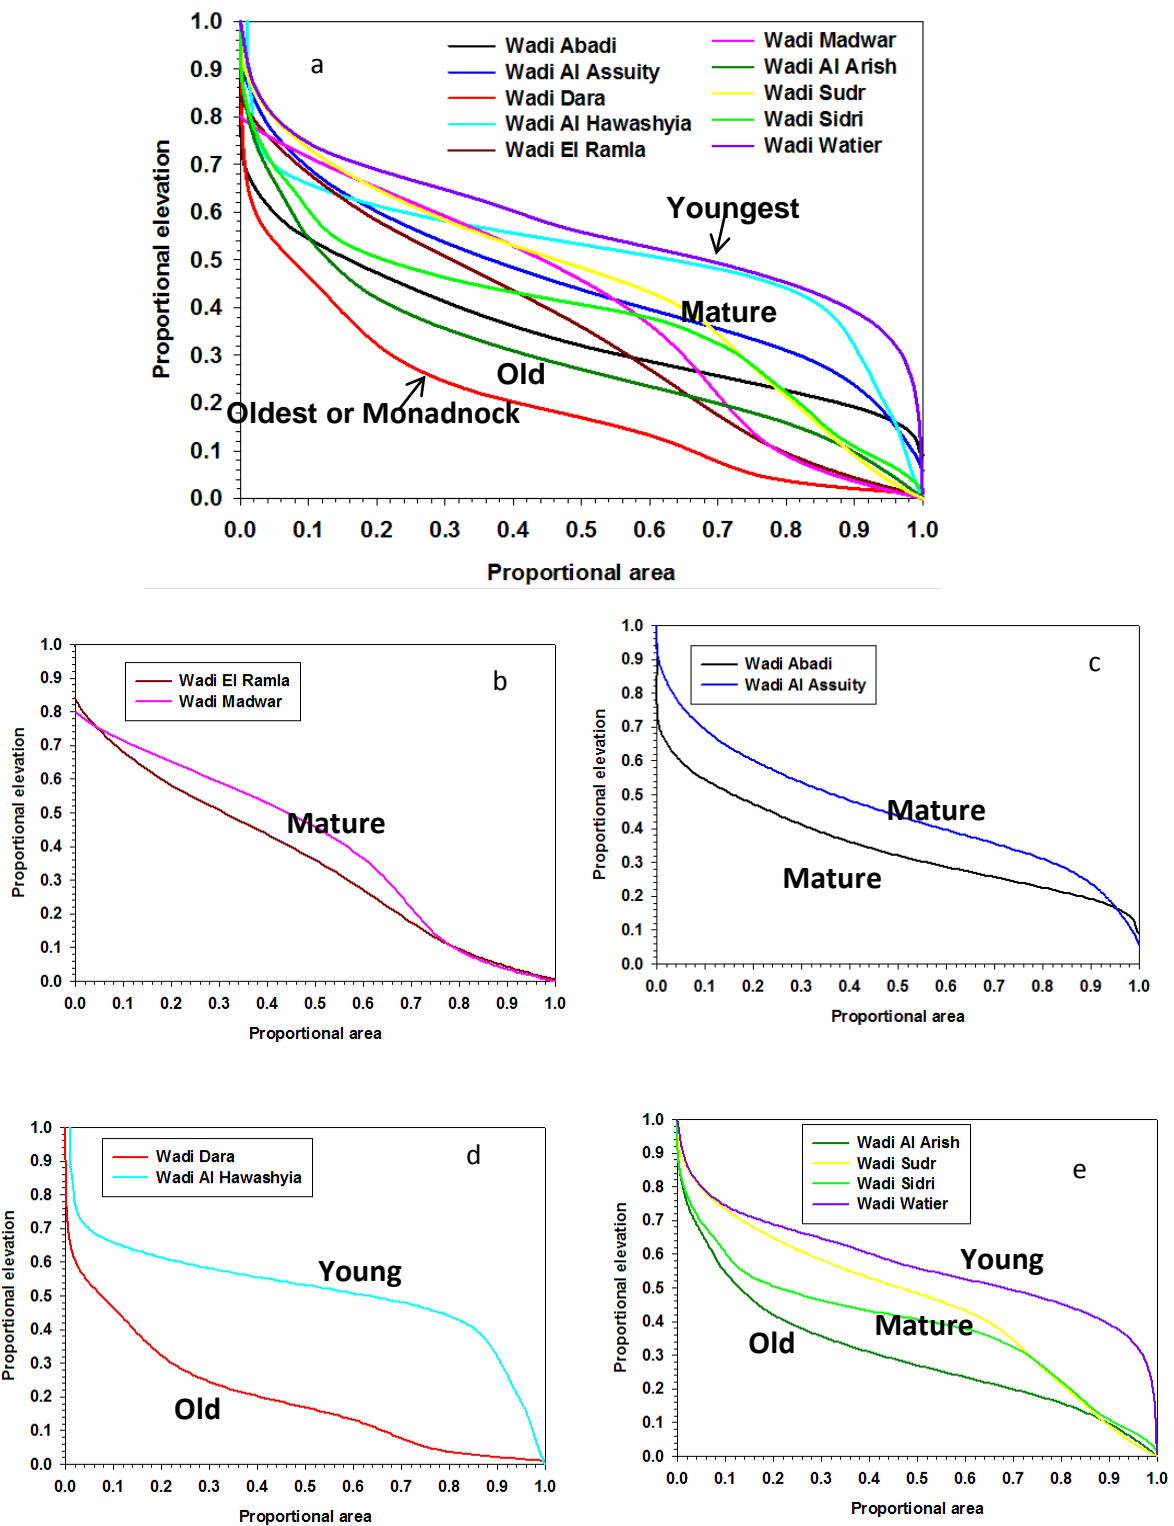 a
Wadi Abadi
Wadi Al Assuity
Wadi Dara
Wadi Al Hawashyia
Wadi El Ramla
Wadi Madwar
Wadi Al Arish
Wadi Sudr
Wadi Sidri
Wadi Watier
Youngest
Mature
Old
Oldest or Monadnock
Proportional elevation
1.0
0.9
0.8
0.7
0.6
0.5
0.4
0.3
0.2
0.1
0.0
0.0 0.1 0.2 0.3 0.4 0.5 0.6 0.7 0.8 0.9 1.0
Proportional area
b
Wadi El Ramla
Wadi Madwar
Mature
Proportional elevation
1.0
0.9
0.8
0.7
0.6
0.5
0.4
0.3
0.2
0.1
0.0
0.0 0.1 0.2 0.3 0.4 0.5 0.6 0.7 0.8 0.9 1.0
Proportional area
c
Wadi Abadi
Wadi Al Assuity
Mature
Mature
Proportional elevation
1.0
0.9
0.8
0.7
0.6
0.5
0.4
0.3
0.2
0.1
0.0
0.0 0.1 0.2 0.3 0.4 0.5 0.6 0.7 0.8 0.9 1.0
Proportional area
d
Wadi Dara
Wadi Al Hawashyia
Young
Old
Proportional elevation
1.0
0.9
0.8
0.7
0.6
0.5
0.4
0.3
0.2
0.1
0.0
0.0 0.1 0.2 0.3 0.4 0.5 0.6 0.7 0.8 0.9 1.0
Proportional area
e
Wadi Al Arish
Wadi Sudr
Wadi Sidri
Wadi Watier
Young
Mature
Old
Proportional elevation
1.0
0.9
0.8
0.7
0.6
0.5
0.4
0.3
0.2
0.1
0.0
0.0 0.1 0.2 0.3 0.4 0.5 0.6 0.7 0.8 0.9 1.0
Proportional area